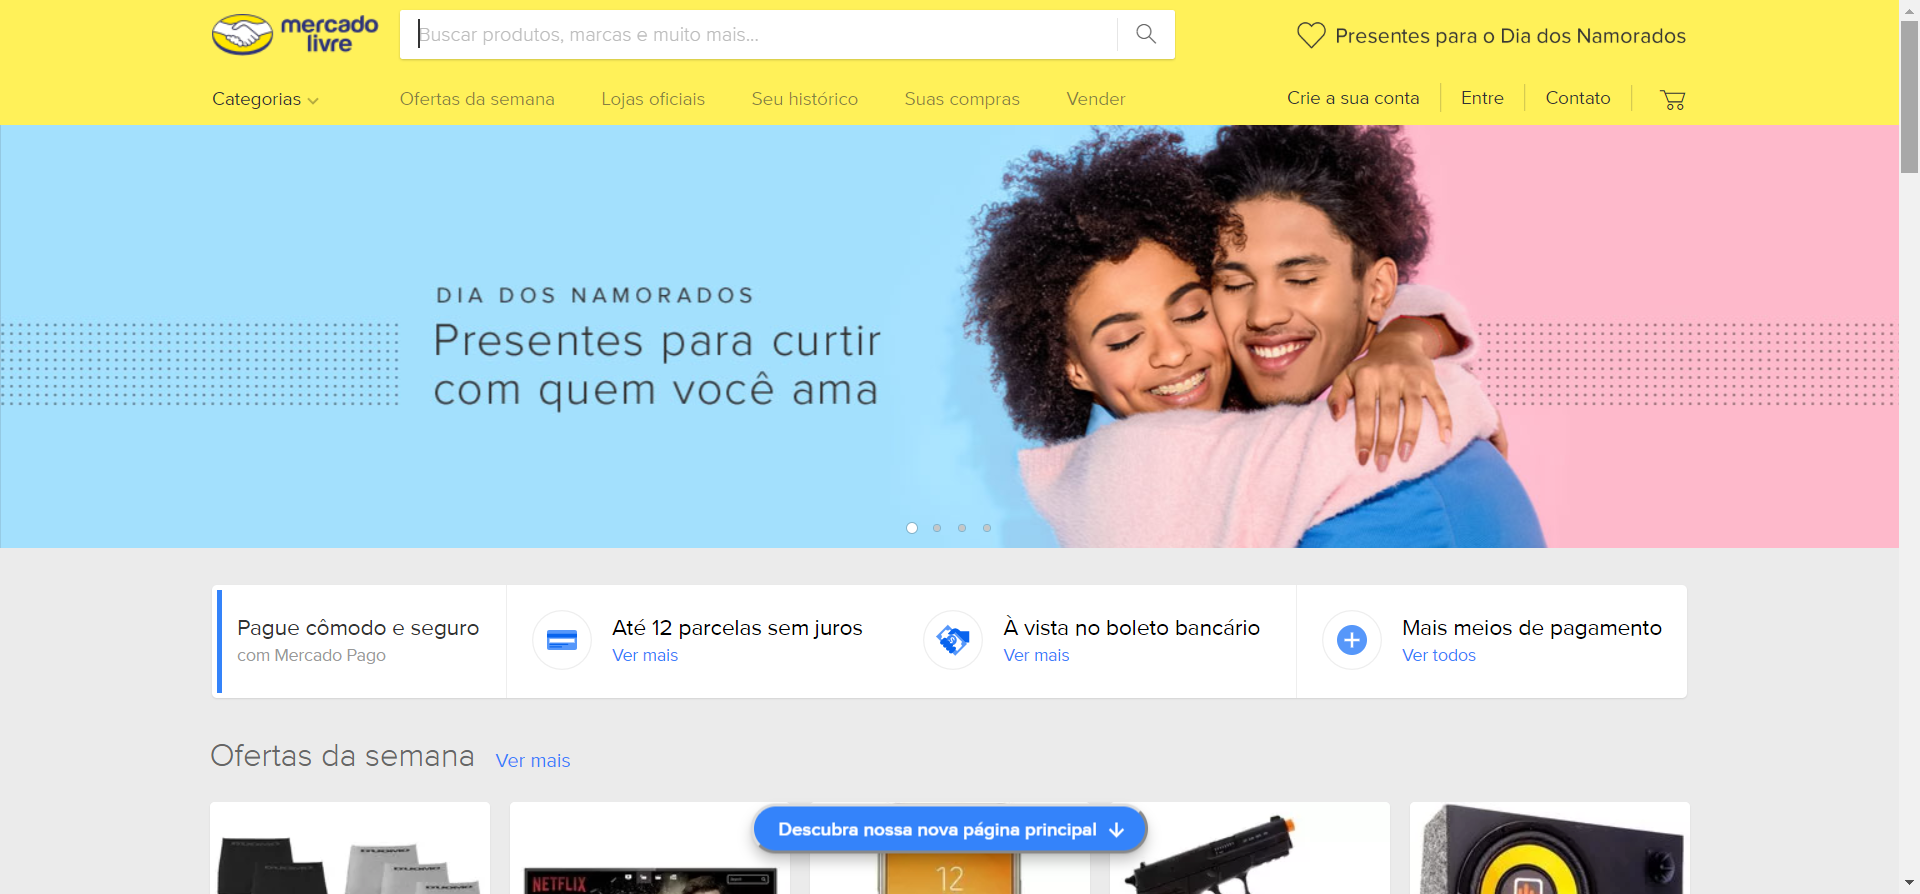 mercado
livre
Buscar produtos, marcas e muito mais...
Presentes para o Dia dos Namorados
Categorias
Ofertas da semana
Lojas oficiais
Seu histórico
Suas compras
Vender
Crie a sua conta
Entre
Contato
DIA DOS NAMORADOS
Presentes para curtir
com quem você ama
Pague cômodo e seguro
com Mercado Pago
Até 12 parcelas sem juros
Ver mais
À vista no boleto bancário
Ver mais
Mais meios de pagamento
Ver todos
Ofertas da semana
Ver mais
Descubra nossa nova página principal
NETFLIX
12